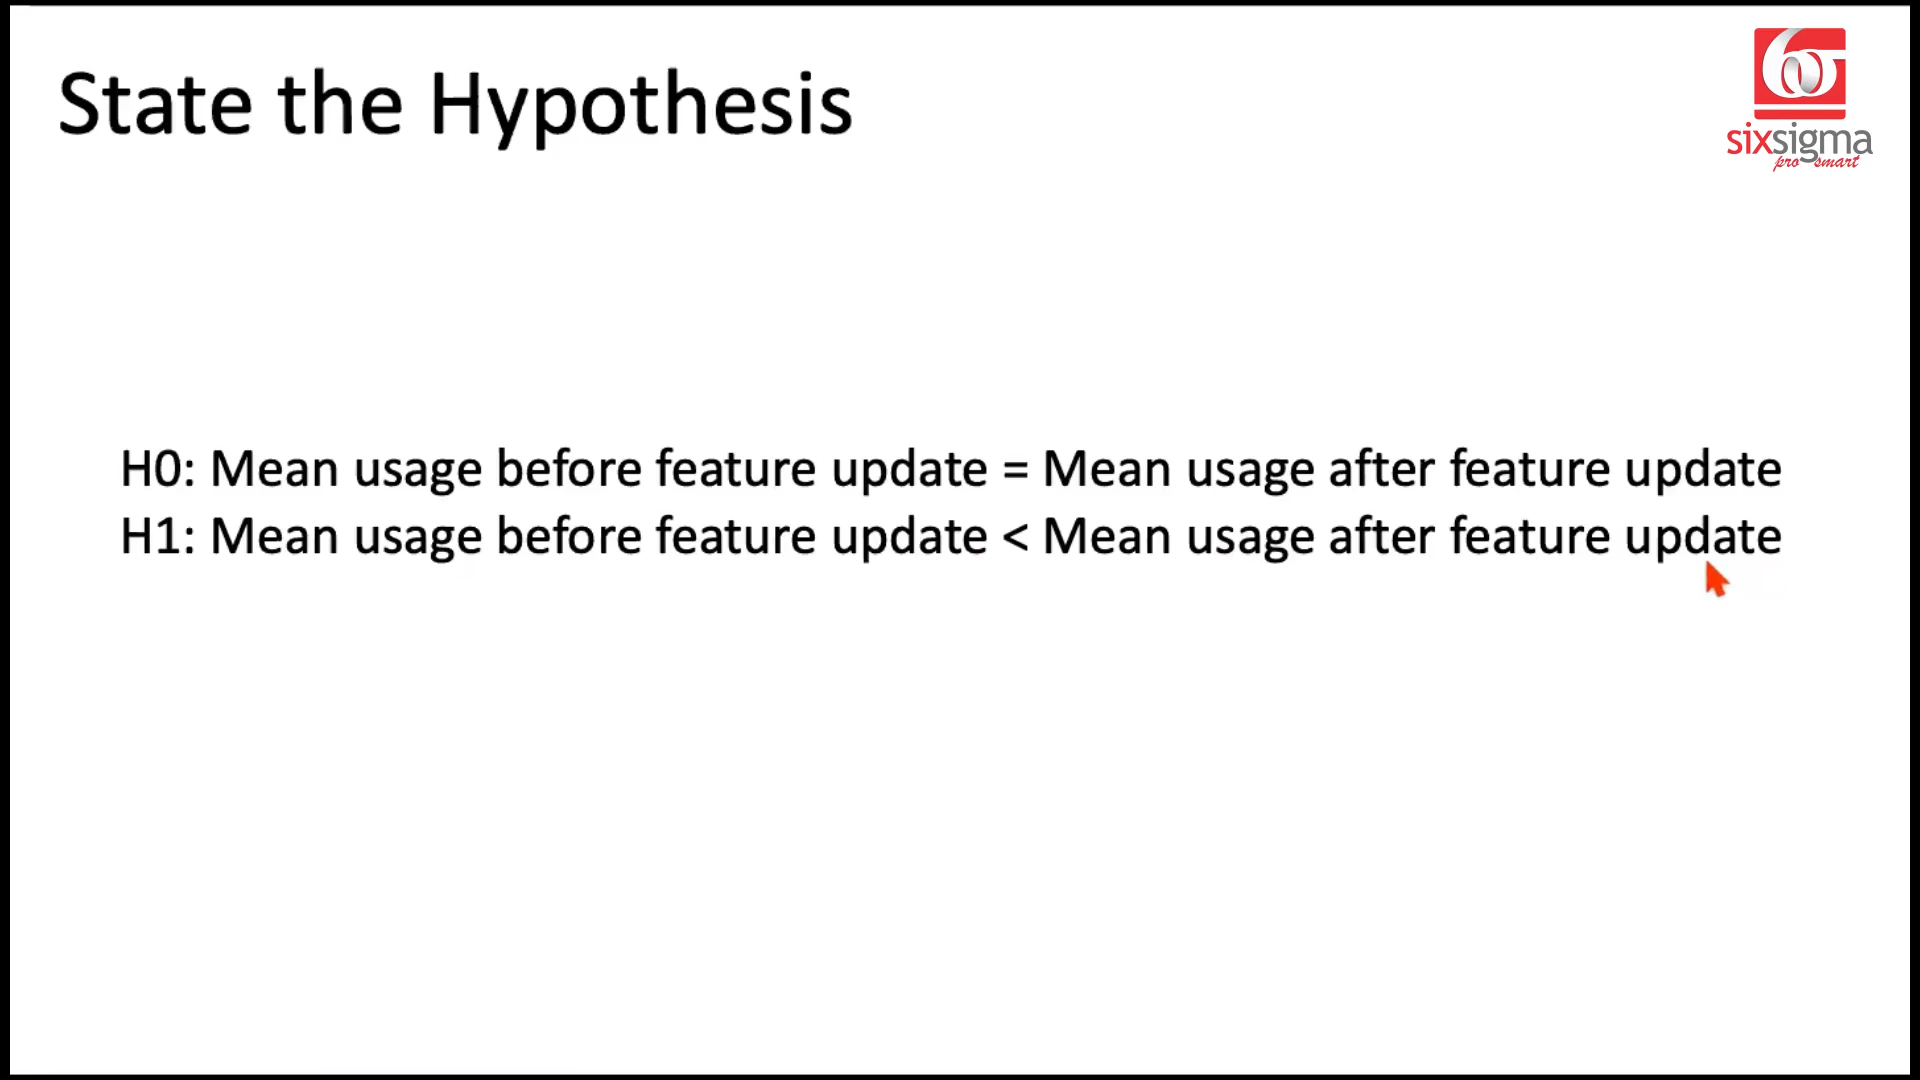 State the Hypothesis
sixsigma
pro smart
H0: Mean usage before feature update = Mean usage after feature update
H1: Mean usage before feature update < Mean usage after feature update